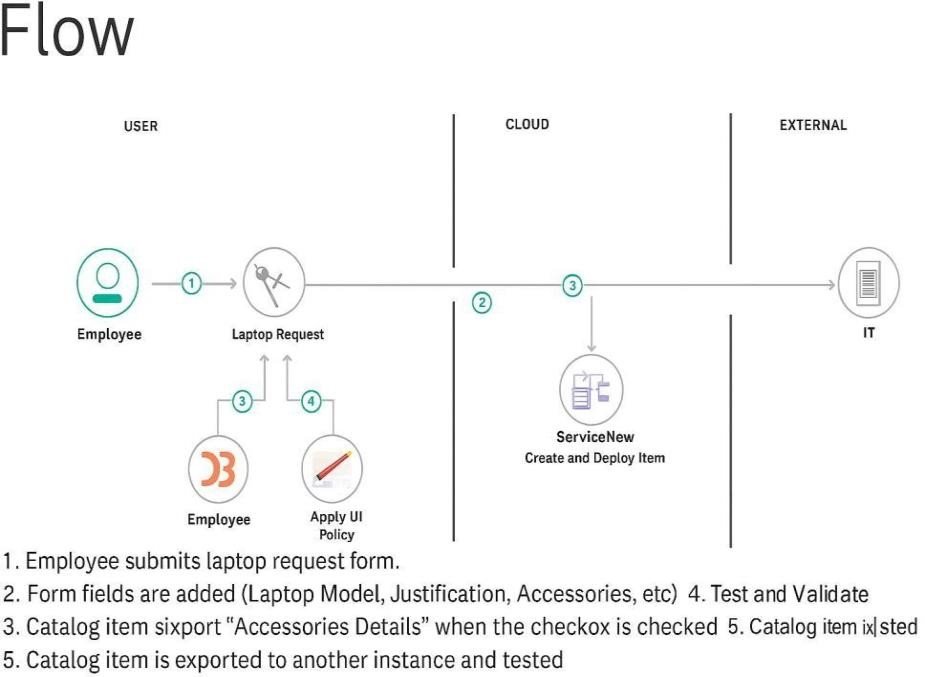 Flow
USER
CLOUD
EXTERNAL
1
3
2
Employee
Laptop Request
IT
3
4
ServiceNew
Create and Deploy Item
Employee
Apply UI
Policy
1. Employee submits laptop request form.
2. Form fields are added (Laptop Model, Justification, Accessories, etc) 4. Test and Validate
3. Catalog item sixport “Accessories Details” when the checkox is checked 5. Catalog item ix|sted
5. Catalog item is exported to another instance and tested